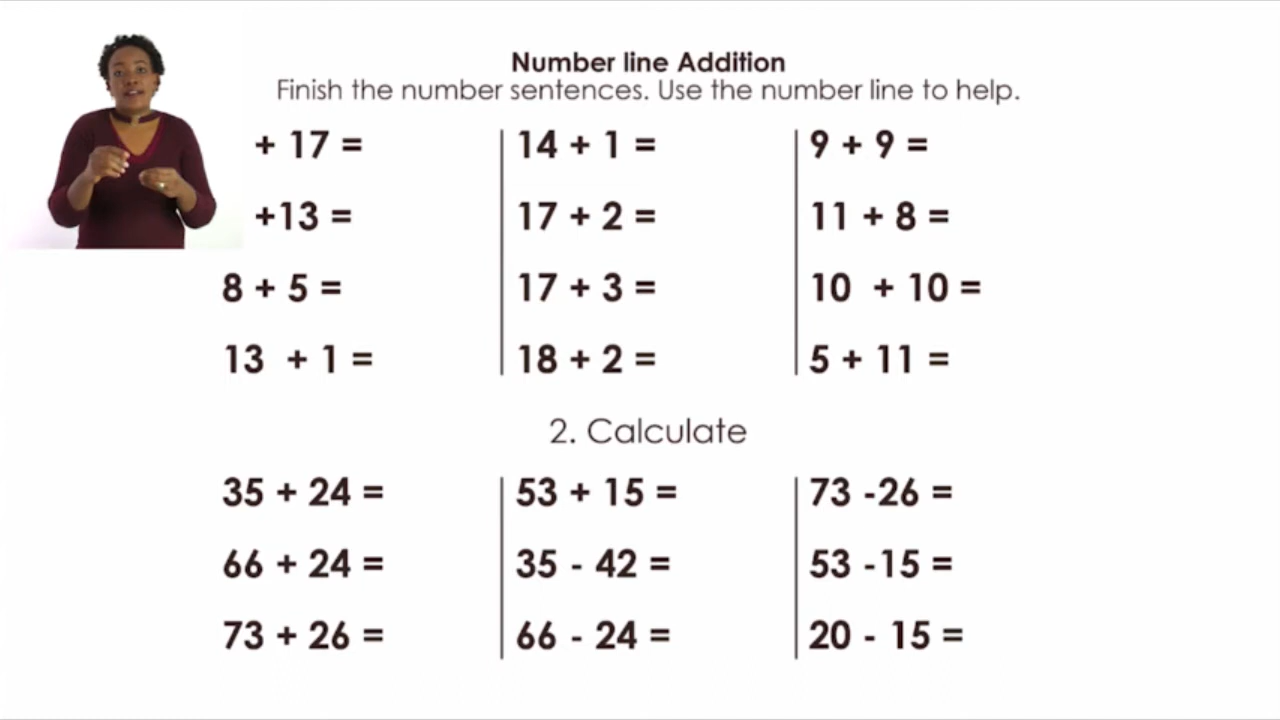 Number line Addition
Finish the number sentences. Use the number line to help.
+ 17 =
14 + 1 =
9 + 9 =
+13 =
17 + 2 =
11 + 8 =
8 + 5 =
17 + 3 =
10 + 10 =
13 + 1 =
18 + 2 =
5 + 11 =
2. Calculate
35 + 24 =
53 + 15 =
73 -26 =
66 + 24 =
35 - 42 =
53 -15 =
73 + 26 =
66 - 24 =
20 - 15 =